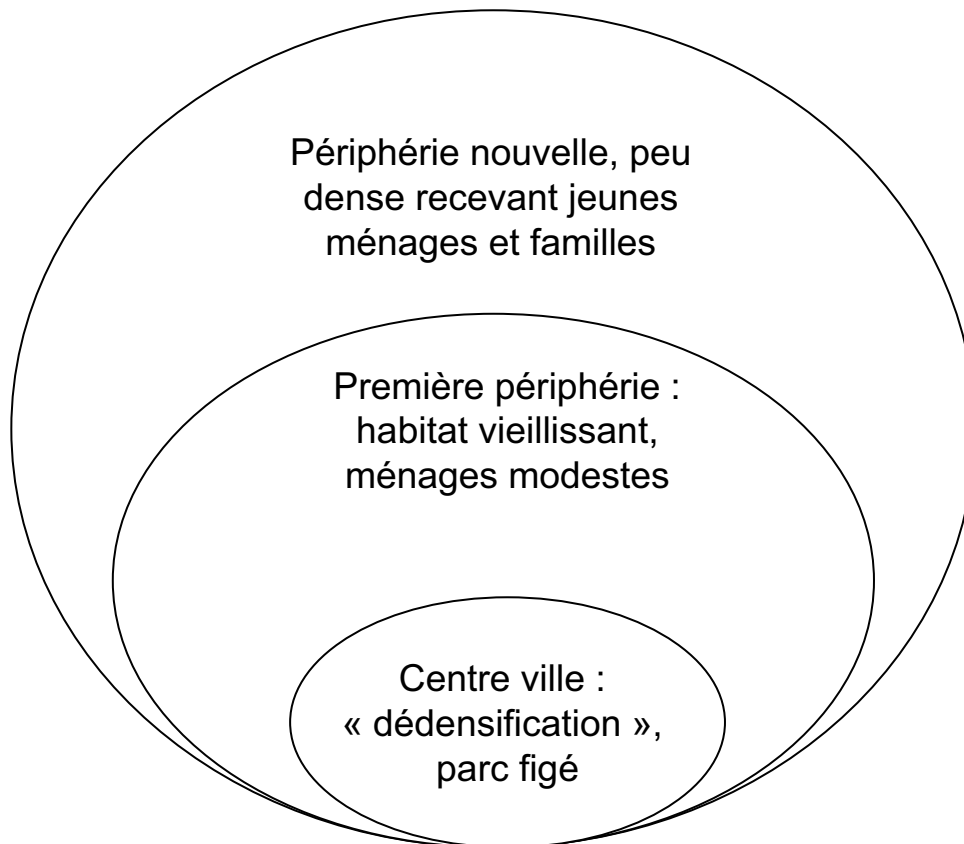 Périphérie nouvelle, peu
dense recevant jeunes
ménages et familles
Première périphérie :
habitat vieillissant,
ménages modestes
Centre ville :
« dédensification »,
parc figé